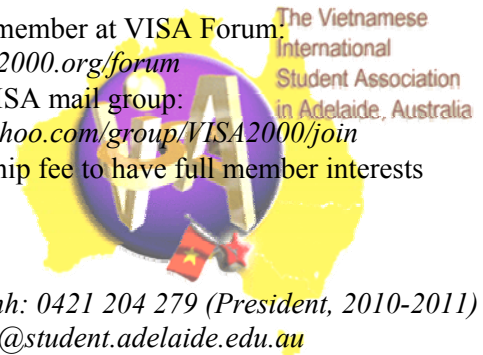 member at VISA Forum:
2000.org/forum
ISA mail group:
hoo.com/group/VISA2000/join
hip fee to have full member interests
nh: 0421 204 279 (President, 2010-2011)
@student.adelaide.edu.au
The Vietnamese
International
Student Association
in Adelaide, Australia
ViSA